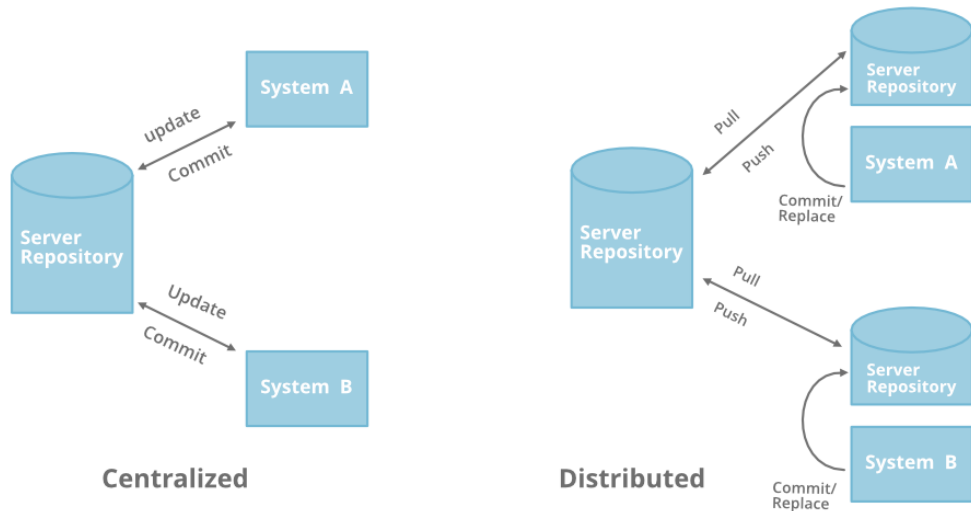 System A
update
Commit
Server
Repository
Update
Commit
System B
Centralized
Server
Repository
Pull
Push
System A
Commit/
Replace
Server
Repository
Pull
Push
Server
Repository
System B
Commit/
Replace
Distributed